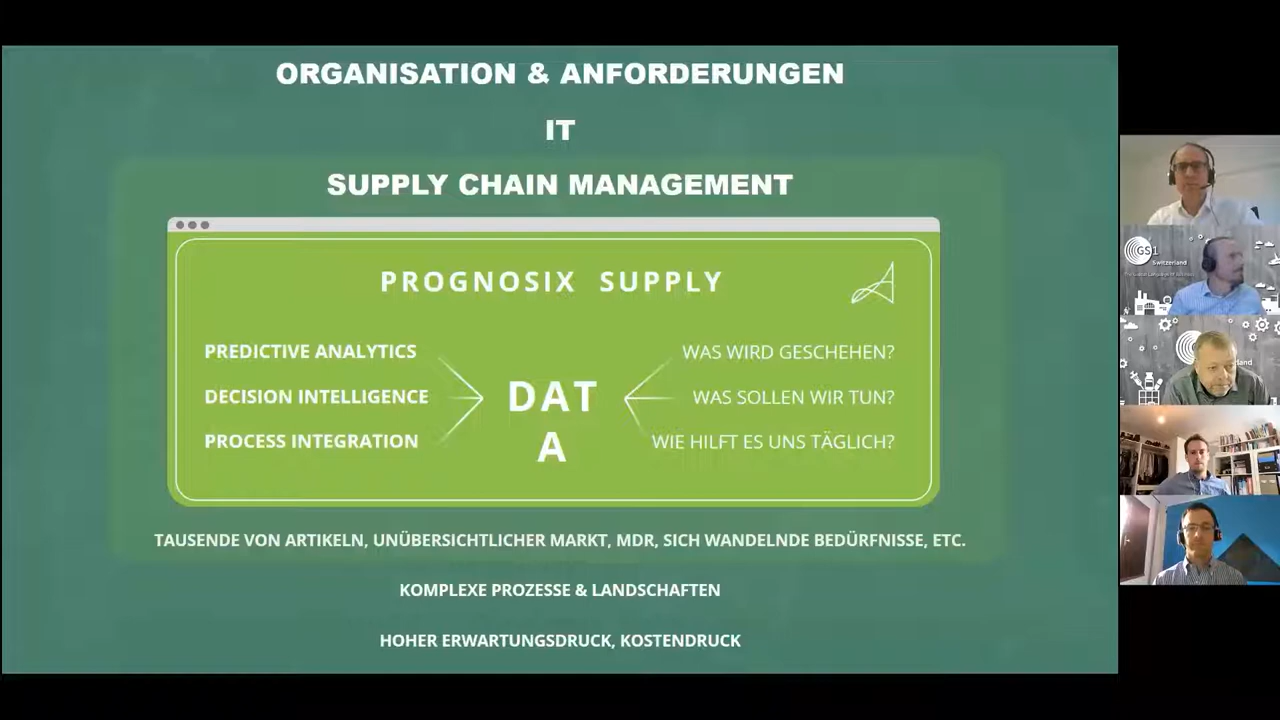 ORGANISATION & ANFORDERUNGEN
IT
SUPPLY CHAIN MANAGEMENT
PROGNOSIX SUPPLY
PREDICTIVE ANALYTICS
DECISION INTELLIGENCE
PROCESS INTEGRATION
DAT
A
WAS WIRD GESCHEHEN?
WAS SOLLEN WIR TUN?
WIE HILFT ES UNS TÄGLICH?
TAUSENDE VON ARTIKELN, UNÜBERSICHTLICHER MARKT, MDR, SICH WANDELNDE BEDÜRFNISSE, ETC.
KOMPLEXE PROZESSE & LANDSCHAFTEN
HOHER ERWARTUNGSDRUCK, KOSTENDRUCK
GS1
Switzerland